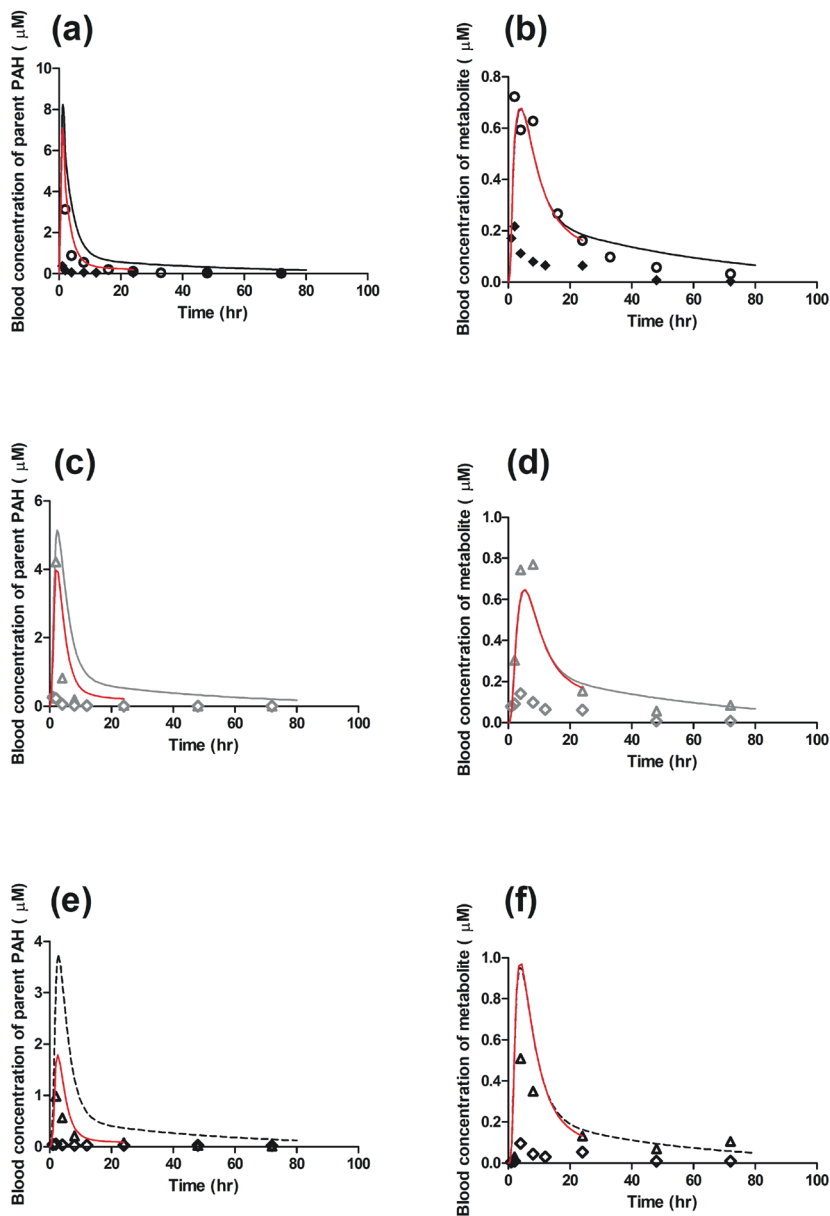 (a)
Blood concentration of parent PAH ( μM)
10
8
6
4
2
0
0 20 40 60 80 100
Time (hr)
(b)
Blood concentration of metabolite ( μM)
0.8
0.6
0.4
0.2
0.0
0 20 40 60 80 100
Time (hr)
(c)
Blood concentration of parent PAH ( μM)
6
4
2
0
0 20 40 60 80 100
Time (hr)
(d)
Blood concentration of metabolite ( μM)
1.0
0.8
0.6
0.4
0.2
0.0
0 20 40 60 80 100
Time (hr)
(e)
Blood concentration of parent PAH ( μM)
4
3
2
1
0
0 20 40 60 80 100
Time (hr)
(f)
Blood concentration of metabolite ( μM)
1.0
0.8
0.6
0.4
0.2
0.0
0 20 40 60 80 100
Time (hr)